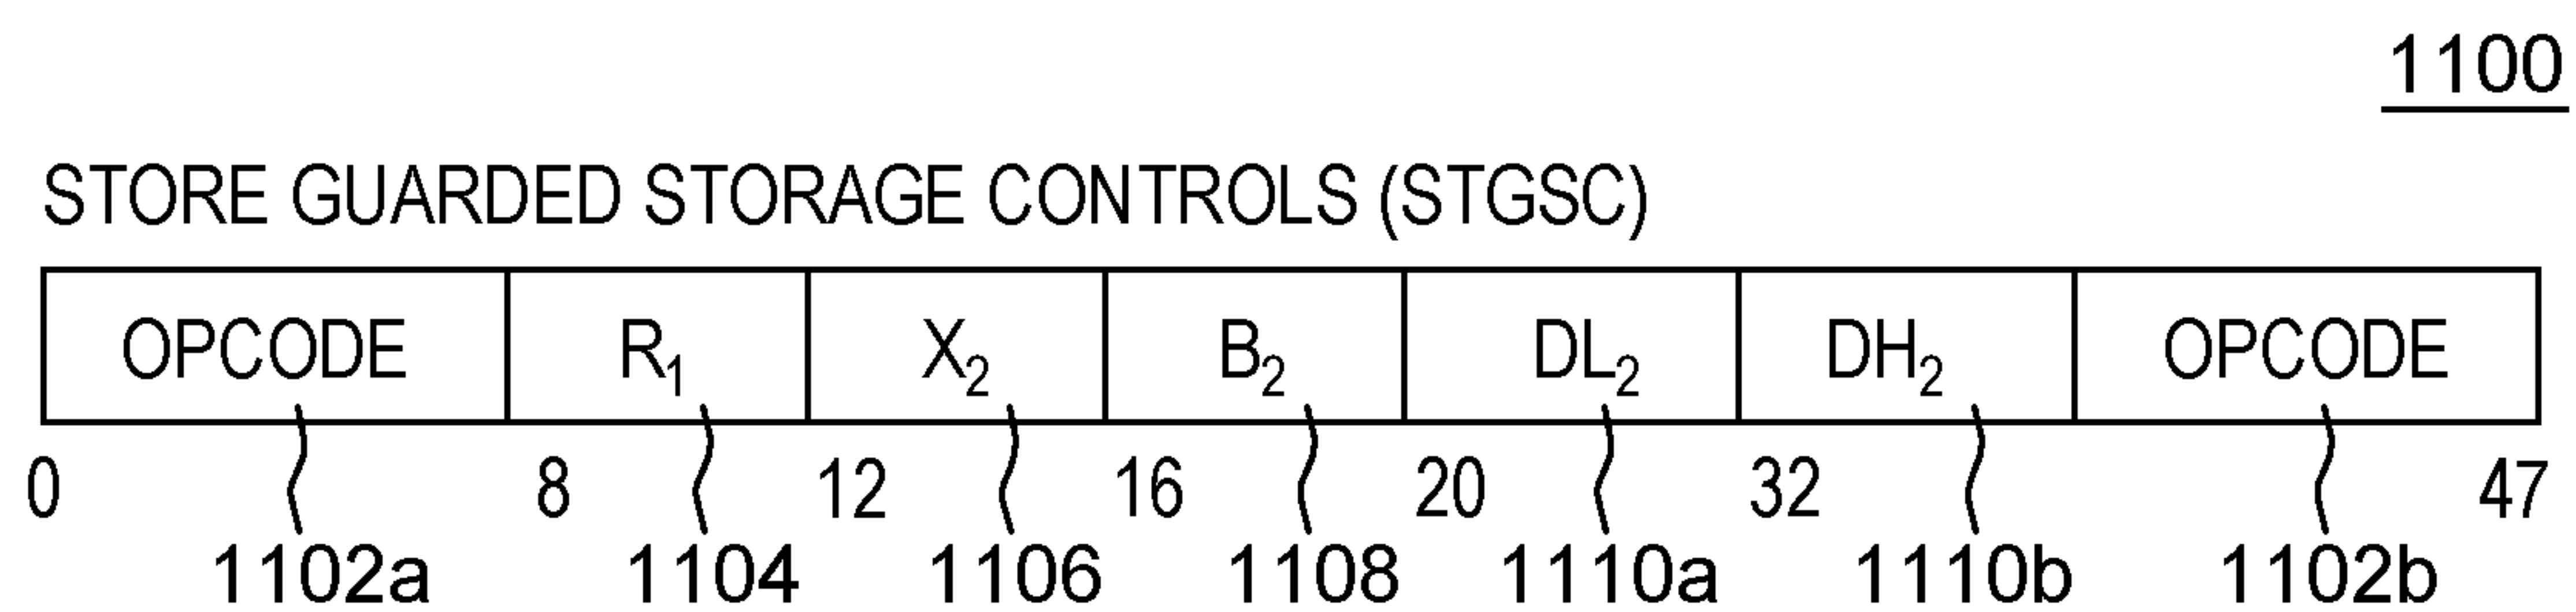 1100
STORE GUARDED STORAGE CONTROLS (STGSC)
OPCODE R₁ X₂ B₂ DL₂ DH₂ OPCODE
0 8 12 16 20 32 47
1102a 1104 1106 1108 1110a 1110b 1102b